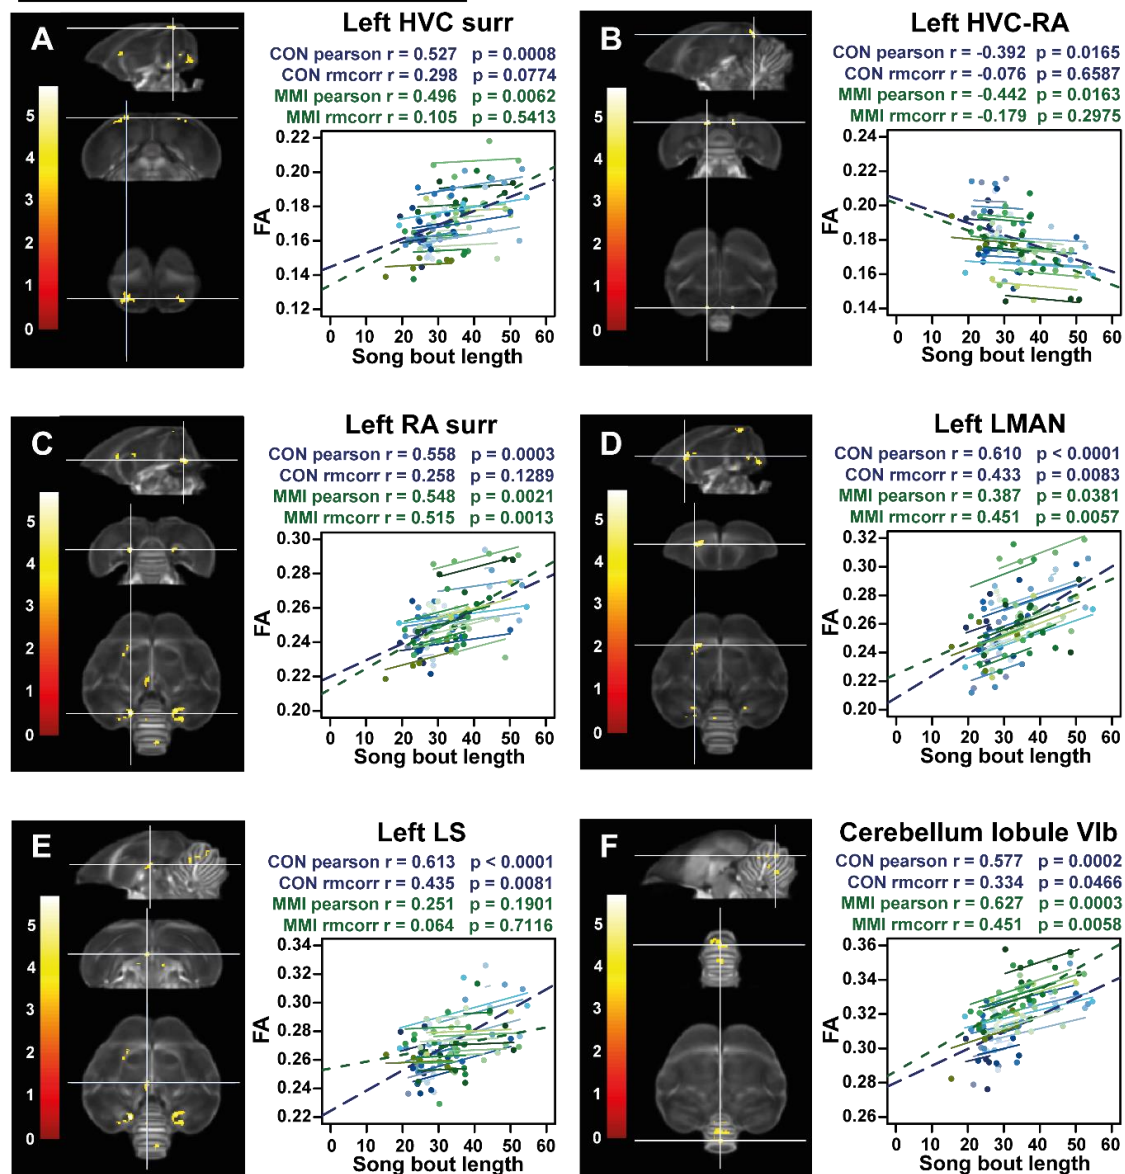 A
Left HVC surr
CON pearson r = 0.527 p = 0.0008
CON rmcorr r = 0.298 p = 0.0774
MMI pearson r = 0.496 p = 0.0062
MMI rmcorr r = 0.105 p = 0.5413
5
4
3
2
1
0
FA
0.22
0.20
0.18
0.16
0.14
0.12
0 10 20 30 40 50 60
Song bout length
B
Left HVC-RA
CON pearson r = -0.392 p = 0.0165
CON rmcorr r = -0.076 p = 0.6587
MMI pearson r = -0.442 p = 0.0163
MMI rmcorr r = -0.179 p = 0.2975
5
4
3
2
1
0
FA
0.24
0.22
0.20
0.18
0.16
0.14
0 10 20 30 40 50 60
Song bout length
C
Left RA surr
CON pearson r = 0.558 p = 0.0003
CON rmcorr r = 0.258 p = 0.1289
MMI pearson r = 0.548 p = 0.0021
MMI rmcorr r = 0.515 p = 0.0013
5
4
3
2
1
0
FA
0.30
0.28
0.26
0.24
0.22
0.20
0 10 20 30 40 50 60
Song bout length
D
Left LMAN
CON pearson r = 0.610 p < 0.0001
CON rmcorr r = 0.433 p = 0.0083
MMI pearson r = 0.387 p = 0.0381
MMI rmcorr r = 0.451 p = 0.0057
5
4
3
2
1
0
FA
0.32
0.30
0.28
0.26
0.24
0.22
0.20
0 10 20 30 40 50 60
Song bout length
E
Left LS
CON pearson r = 0.613 p < 0.0001
CON rmcorr r = 0.435 p = 0.0081
MMI pearson r = 0.251 p = 0.1901
MMI rmcorr r = 0.064 p = 0.7116
5
4
3
2
1
0
FA
0.34
0.32
0.30
0.28
0.26
0.24
0.22
0 10 20 30 40 50 60
Song bout length
F
Cerebellum lobule VIb
CON pearson r = 0.577 p = 0.0002
CON rmcorr r = 0.334 p = 0.0466
MMI pearson r = 0.627 p = 0.0003
MMI rmcorr r = 0.451 p = 0.0058
5
4
3
2
1
0
FA
0.36
0.34
0.32
0.30
0.28
0.26
0 10 20 30 40 50 60
Song bout length